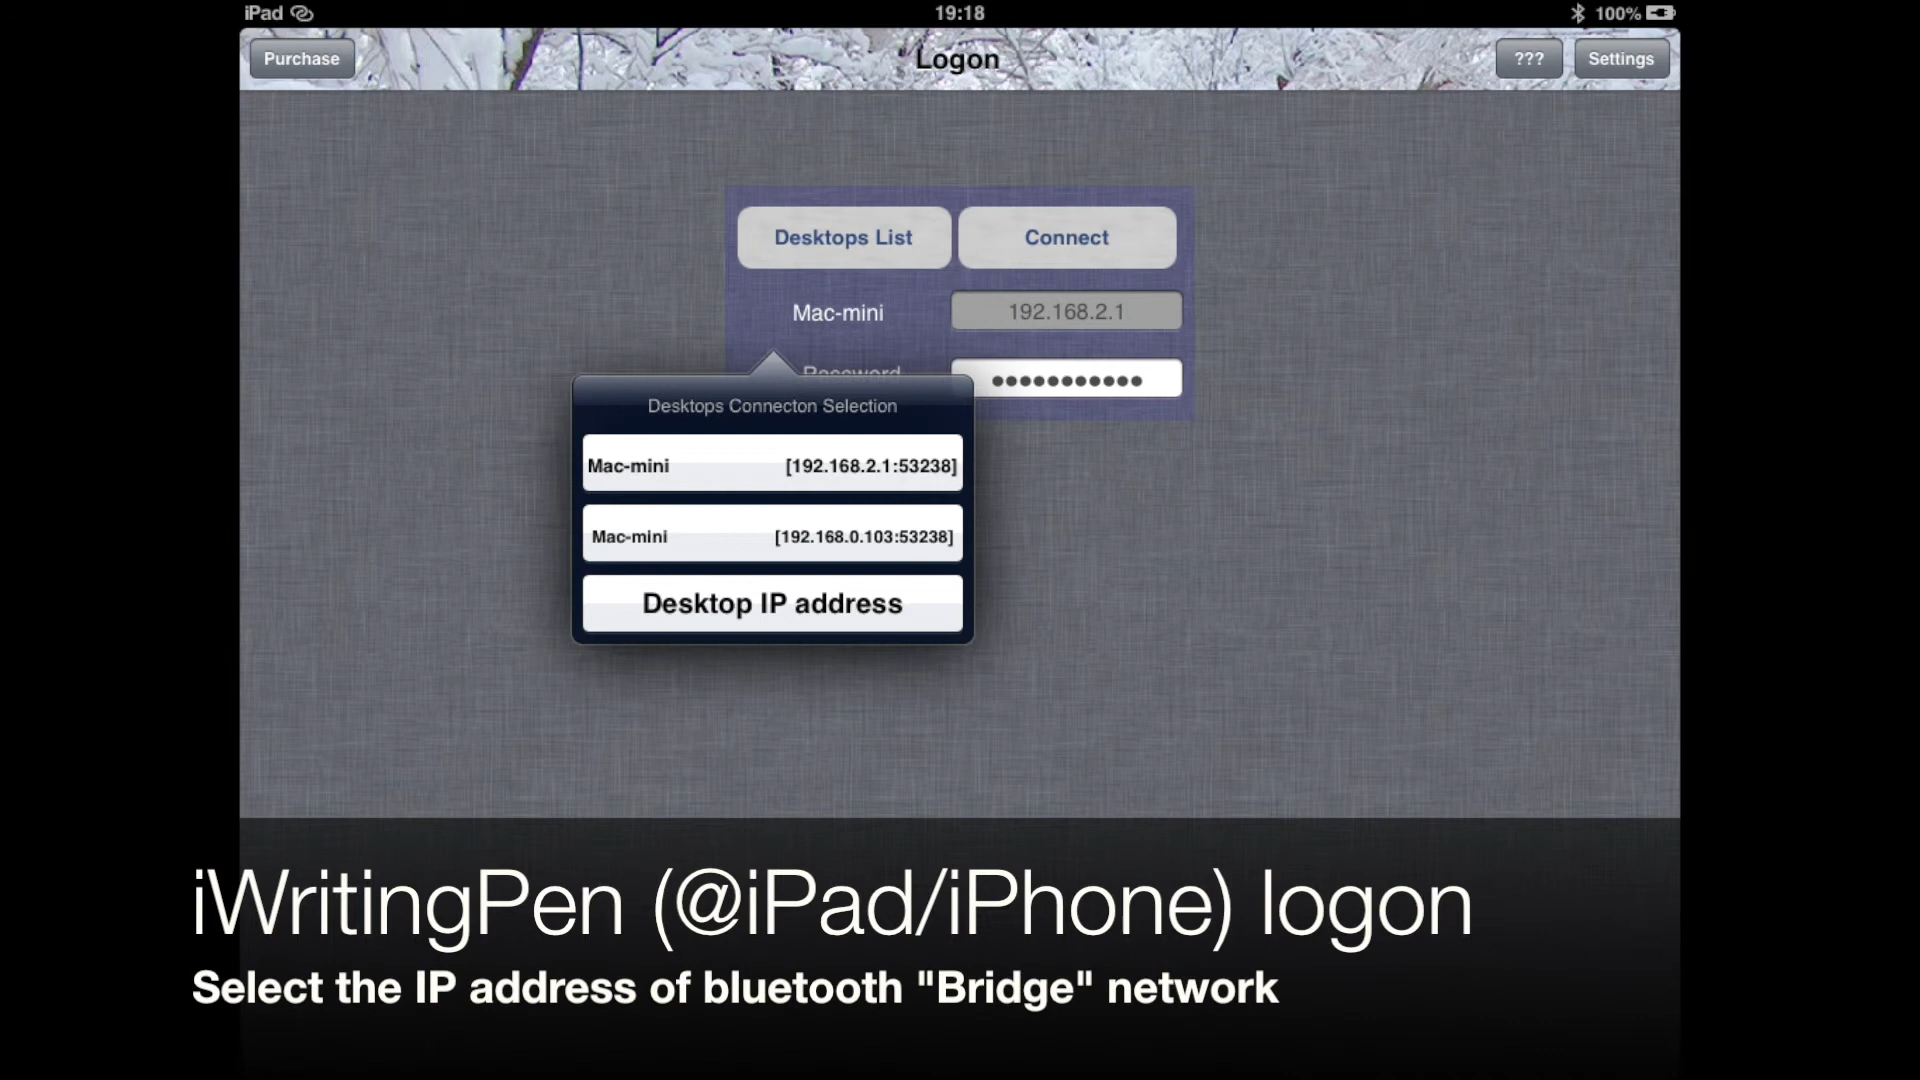 iPad 19:18 100%
Purchase Logon ??? Settings
Desktops List Connect
Mac-mini 192.168.2.1
Password
Desktops Connecton Selection
Mac-mini [192.168.2.1:53238]
Mac-mini [192.168.0.103:53238]
Desktop IP address
iWritingPen (@iPad/iPhone) logon
Select the IP address of bluetooth "Bridge" network